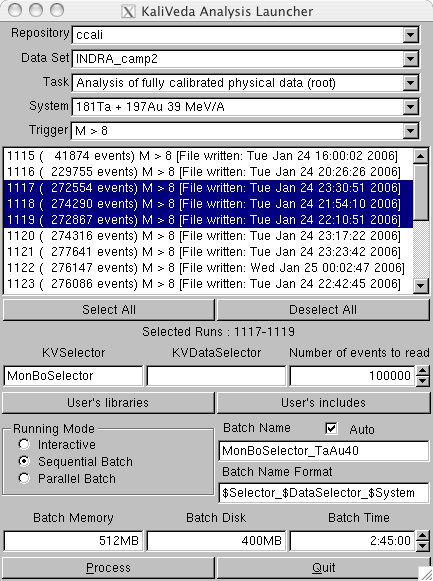 KaliVeda Analysis Launcher
Repository ccali
Data Set INDRA_camp2
Task Analysis of fully calibrated physical data (root)
System 181Ta + 197Au 39 MeV/A
Trigger M > 8
1115 ( 41874 events) M > 8 [File written: Tue Jan 24 16:00:02 2006]
1116 ( 229755 events) M > 8 [File written: Tue Jan 24 20:26:26 2006]
1117 ( 272554 events) M > 8 [File written: Tue Jan 24 23:30:51 2006]
1118 ( 274290 events) M > 8 [File written: Tue Jan 24 21:54:10 2006]
1119 ( 272667 events) M > 8 [File written: Tue Jan 24 22:10:51 2006]
1120 ( 274316 events) M > 8 [File written: Tue Jan 24 23:17:22 2006]
1121 ( 277641 events) M > 8 [File written: Tue Jan 24 23:23:42 2006]
1122 ( 276147 events) M > 8 [File written: Wed Jan 25 00:02:47 2006]
1123 ( 276086 events) M > 8 [File written: Tue Jan 24 22:42:45 2006]
Select All Deselect All
Selected Runs : 1117-1119
KVSelector KVDataSelector Number of events to read
MonBoSelector 100000
User's libraries User's includes
Running Mode
Interactive
Sequential Batch
Parallel Batch
Batch Name Auto
MonBoSelector_TaAu40
Batch Name Format
$Selector_$DataSelector_$System
Batch Memory Batch Disk Batch Time
512MB 400MB 2:45:00
Process Quit